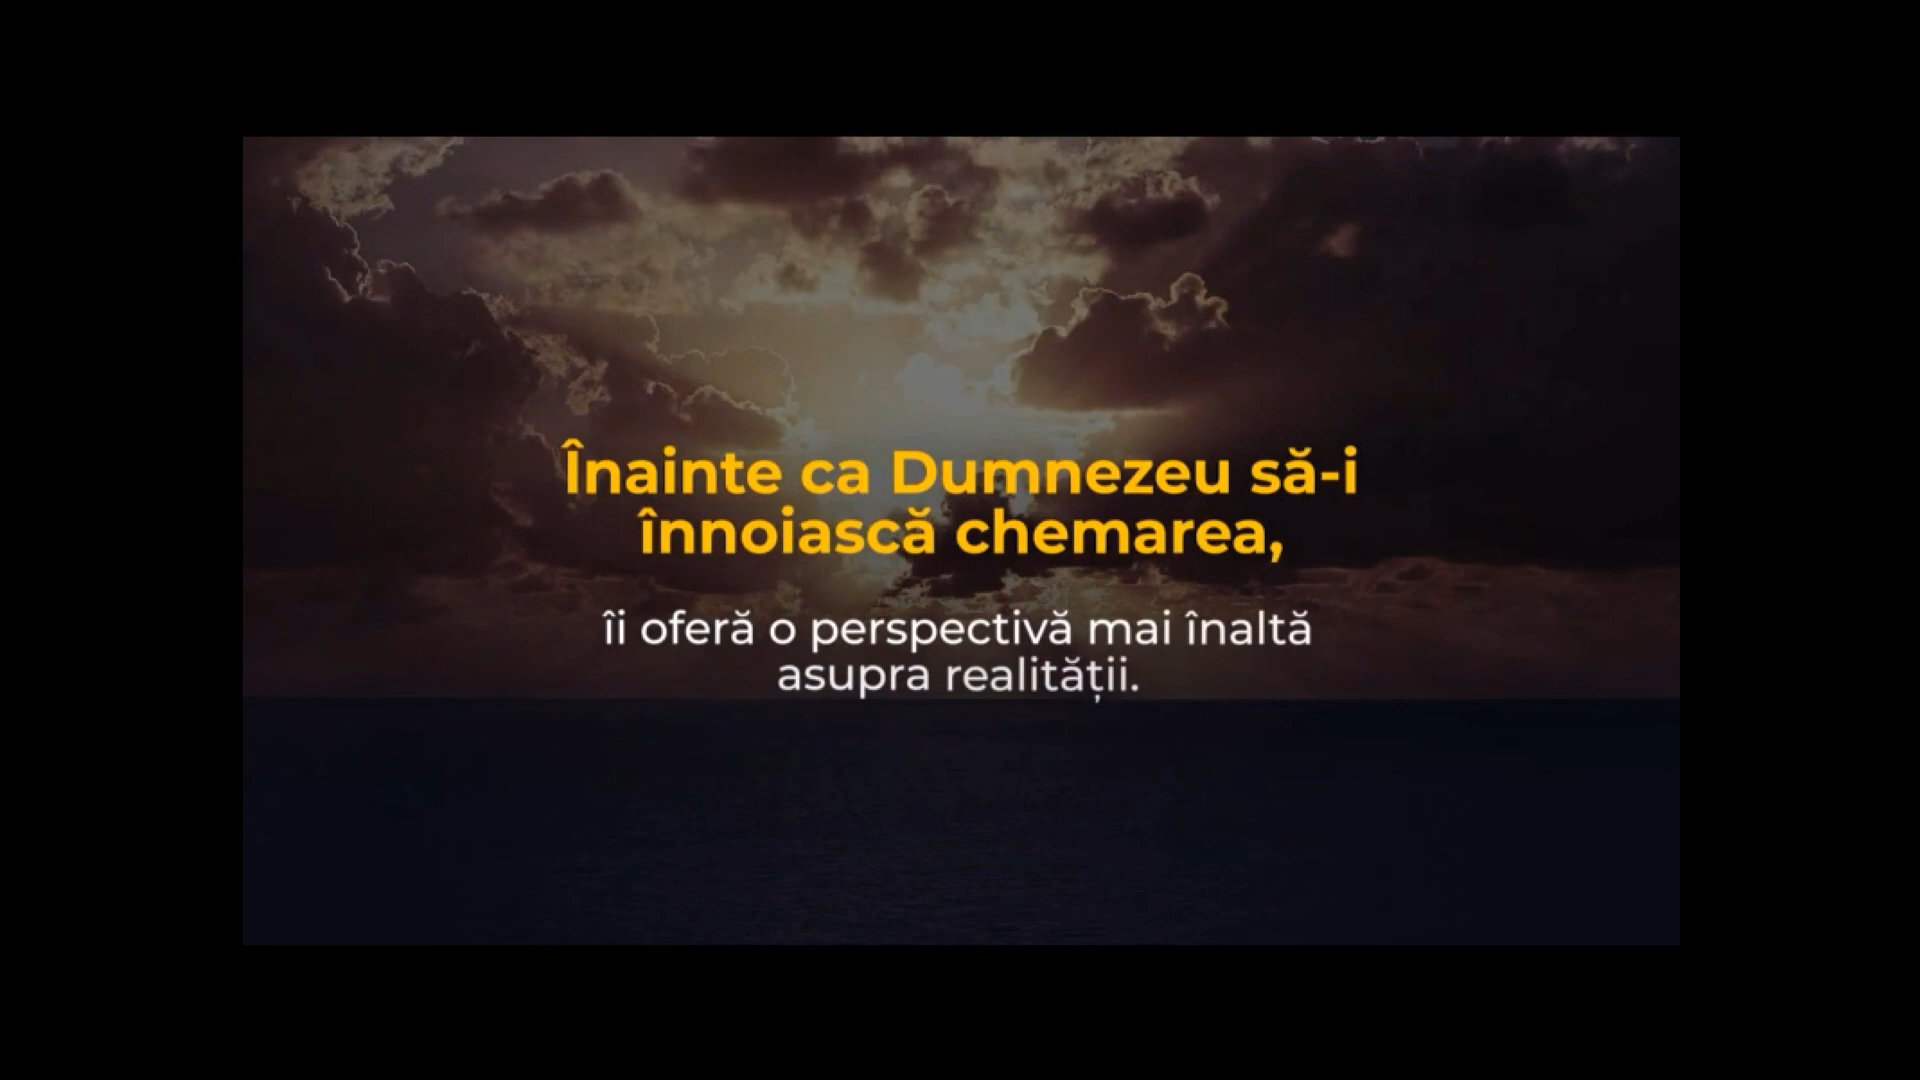 Înainte ca Dumnezeu să-i
înnoiască chemarea,
îi oferă o perspectivă mai înaltă
asupra realității.